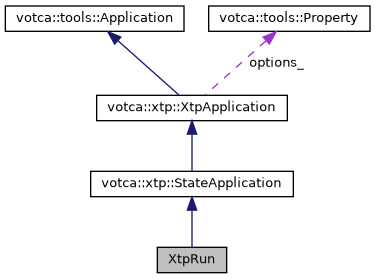 votca::tools::Application
votca::tools::Property
options_
votca::xtp::XtpApplication
votca::xtp::StateApplication
XtpRun